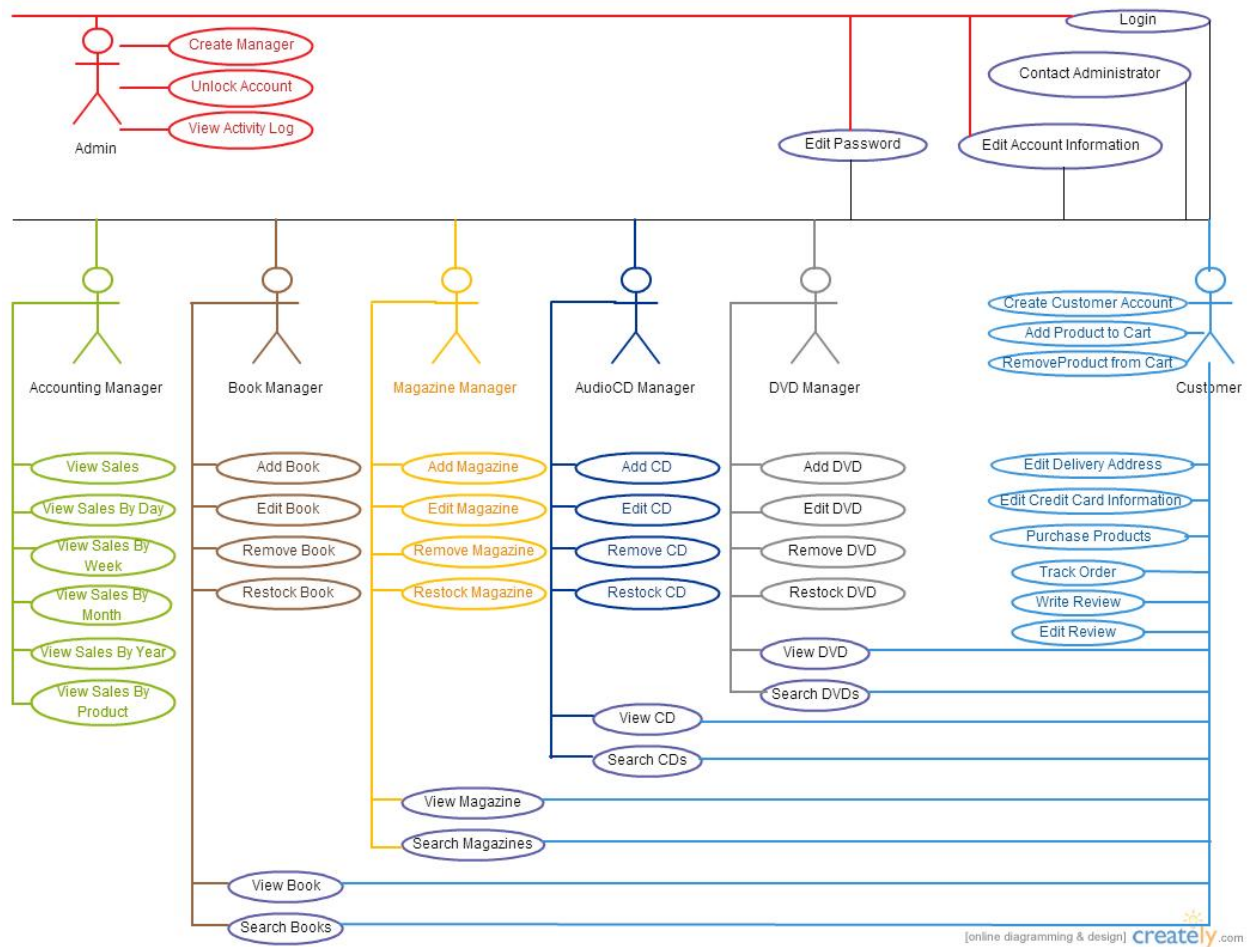 Login
Create Manager
Contact Administrator
Unlock Account
View Activity Log
Admin
Edit Password
Edit Account Information
Create Customer Account
Add Product to Cart
RemoveProduct from Cart
Accounting Manager
Book Manager
Magazine Manager
AudioCD Manager
DVD Manager
Customer
View Sales
Add Book
Add Magazine
Add CD
Add DVD
Edit Delivery Address
View Sales By Day
Edit Book
Edit Magazine
Edit CD
Edit DVD
Edit Credit Card Information
Purchase Products
View Sales By
Week
Remove Book
Remove Magazine
Remove CD
Remove DVD
Track Order
View Sales By
Month
Restock Book
Restock Magazine
Restock CD
Restock DVD
Write Review
Edit Review
View Sales By Year
View DVD
View Sales By
Product
Search DVDs
View CD
Search CDs
View Magazine
Search Magazines
View Book
Search Books
[online diagramming & design] creately.com